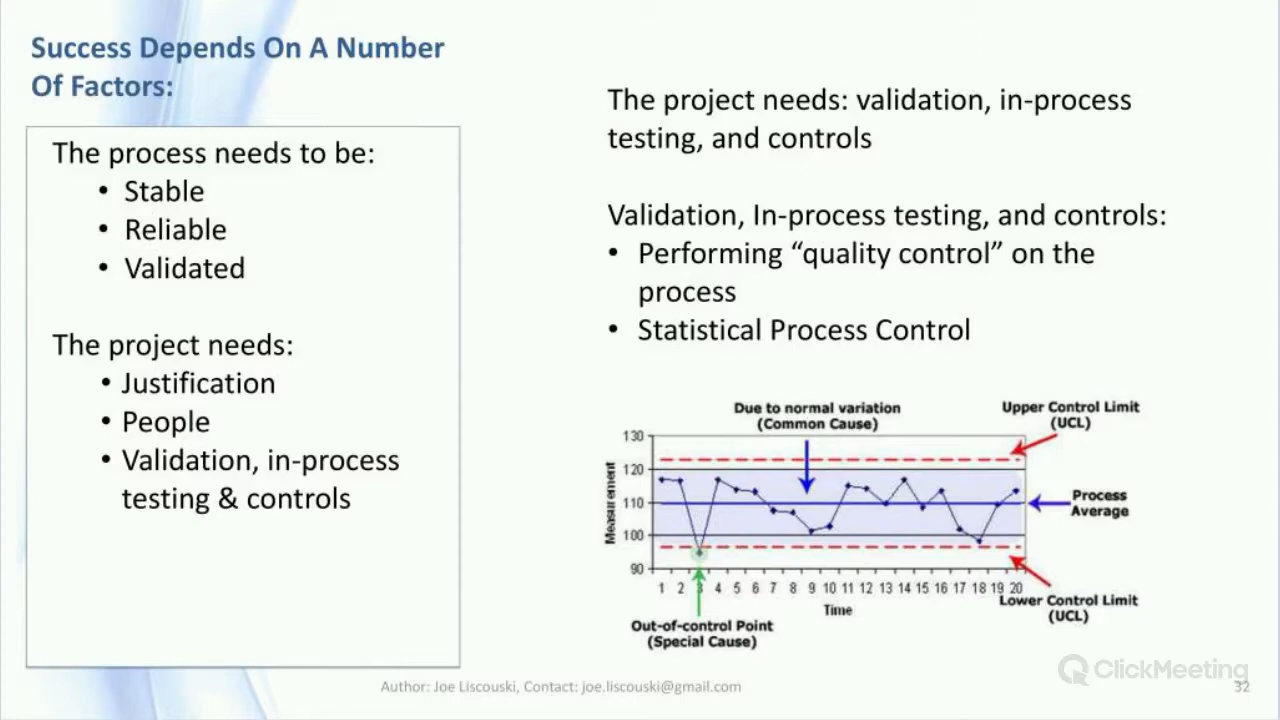 Success Depends On A Number
Of Factors:
The process needs to be:
• Stable
• Reliable
• Validated
The project needs:
• Justification
• People
• Validation, in-process
testing & controls
The project needs: validation, in-process
testing, and controls
Validation, In-process testing, and controls:
• Performing “quality control” on the
process
• Statistical Process Control
Due to normal variation
(Common Cause)
Upper Control Limit
(UCL)
130
120
110
100
90
Measurement
Process
Average
1 2 3 4 5 6 7 8 9 10 11 12 13 14 15 16 17 18 19 20
Time
Lower Control Limit
(UCL)
Out-of-control Point
(Special Cause)
ClickMeeting
Author: Joe Liscouski, Contact: joe.liscouski@gmail.com
32